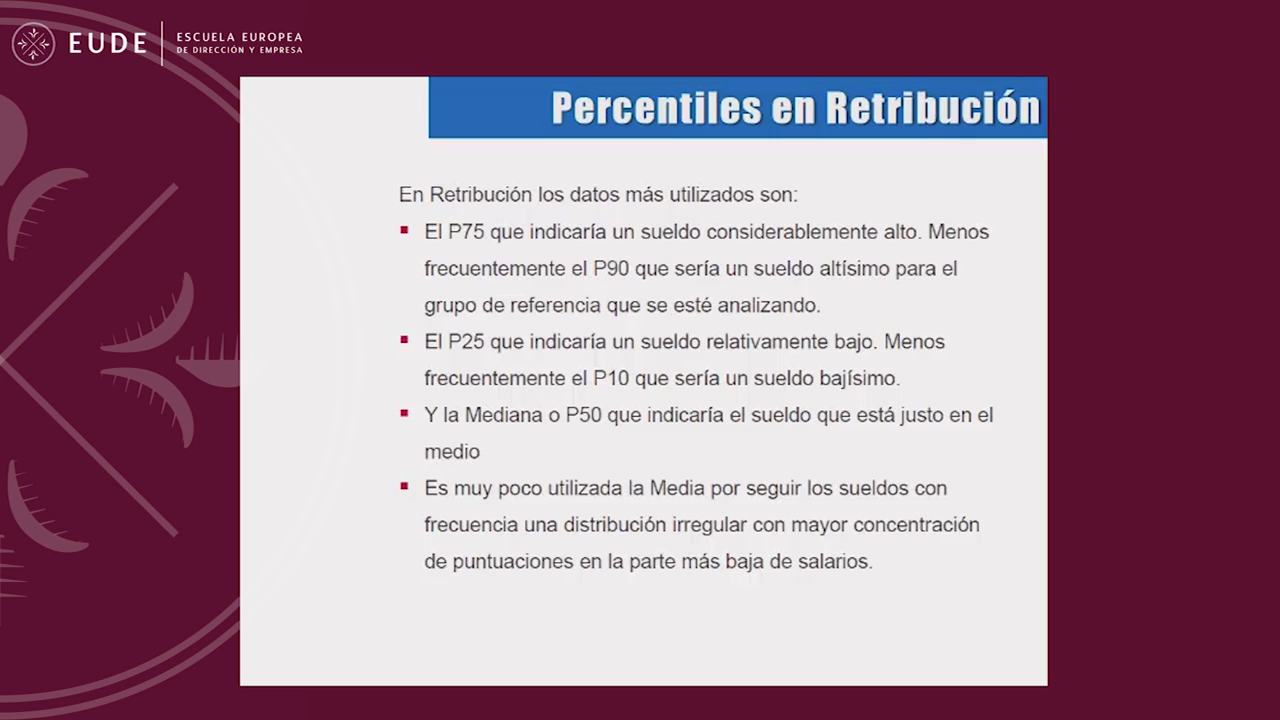 EUDE
ESCUELA EUROPEA
DE DIRECCIÓN Y EMPRESA
Percentiles en Retribución
En Retribución los datos más utilizados son:
El P75 que indicaría un sueldo considerablemente alto. Menos
frecuentemente el P90 que sería un sueldo altísimo para el
grupo de referencia que se esté analizando.
El P25 que indicaría un sueldo relativamente bajo. Menos
frecuentemente el P10 que sería un sueldo bajísimo.
Y la Mediana o P50 que indicaría el sueldo que está justo en el
medio
Es muy poco utilizada la Media por seguir los sueldos con
frecuencia una distribución irregular con mayor concentración
de puntuaciones en la parte más baja de salarios.